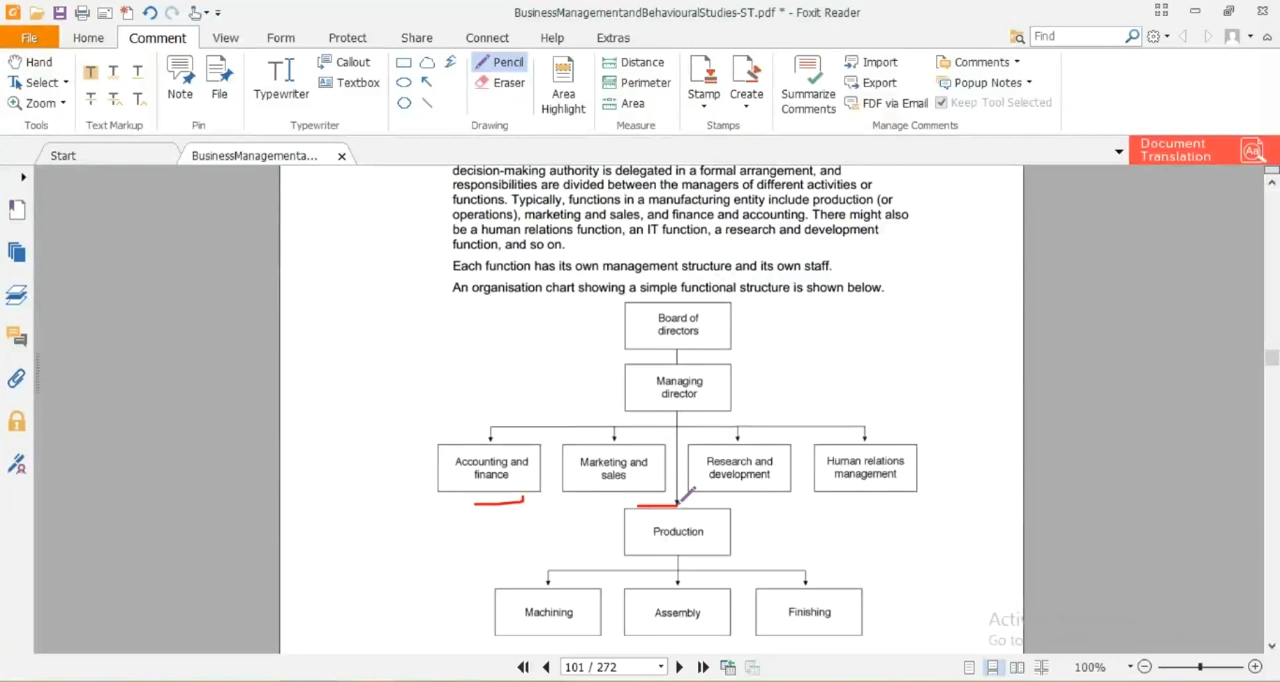 BusinessManagementandBehaviouralStudies-ST.pdf * - Foxit Reader
File Home Comment View Form Protect Share Connect Help Extras Find
Hand
Select
Zoom
Tools
T T T
T T T
Text Markup
Note File
Pin
Typewriter
Callout
Textbox
Typewriter
Pencil
Eraser
Drawing
Area
Highlight
Distance
Perimeter
Area
Measure
Stamp Create
Stamps
Summarize
Comments
Import
Export
FDF via Email
Comments
Popup Notes
Keep Tool Selected
Manage Comments
Start BusinessManagementa...
Document
Translation
Aa
decision-making authority is delegated in a formal arrangement, and
responsibilities are divided between the managers of different activities or
functions. Typically, functions in a manufacturing entity include production (or
operations), marketing and sales, and finance and accounting. There might also
be a human relations function, an IT function, a research and development
function, and so on.
Each function has its own management structure and its own staff.
An organisation chart showing a simple functional structure is shown below.
Board of
directors
Managing
director
Accounting and
finance
Marketing and
sales
Research and
development
Human relations
management
Production
Machining
Assembly
Finishing
Activ
Go to
101 / 272
100%